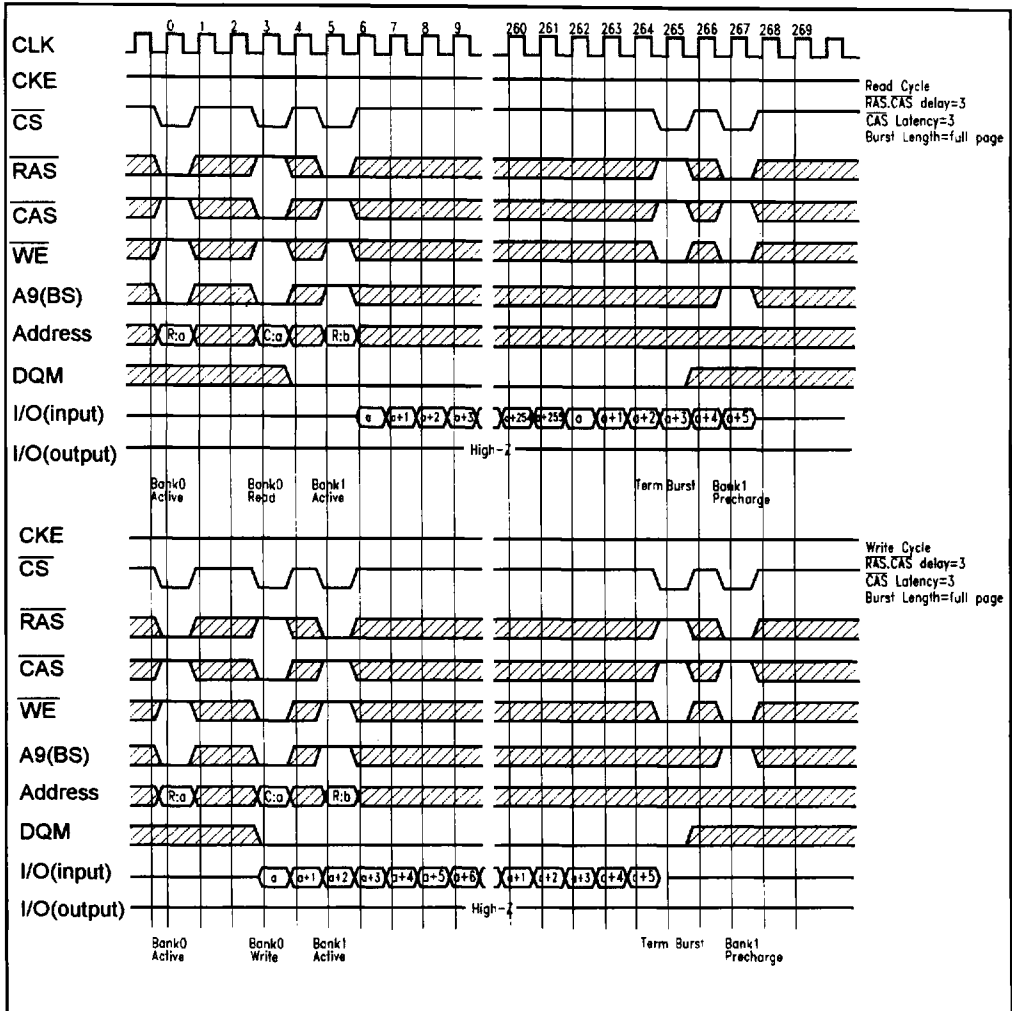 0 1 2 3 4 5 6 7 8 9 260 261 262 263 264 265 266 267 268 269
CLK
CKE
Read Cycle
RAS.CAS delay=3
CAS Latency=3
Burst Length=full page
CS
RAS
CAS
WE
A9(BS)
Address R:a C:a R:b
DQM
I/O(input) a a+1 a+2 a+3 a+254 a+255 a a+1 a+2 a+3 a+4 a+5
I/O(output) High-Z
Bank0 Active Bank0 Read Bank1 Active Term Burst Bank1 Precharge
CKE
Write Cycle
RAS.CAS delay=3
CAS Latency=3
Burst Length=full page
CS
RAS
CAS
WE
A9(BS)
Address R:a C:a R:b
DQM
I/O(input) a a+1 a+2 a+3 a+4 a+5 a+6 a+1 a+2 a+3 a+4 a+5
I/O(output) High-Z
Bank0 Active Bank0 Write Bank1 Active Term Burst Bank1 Precharge